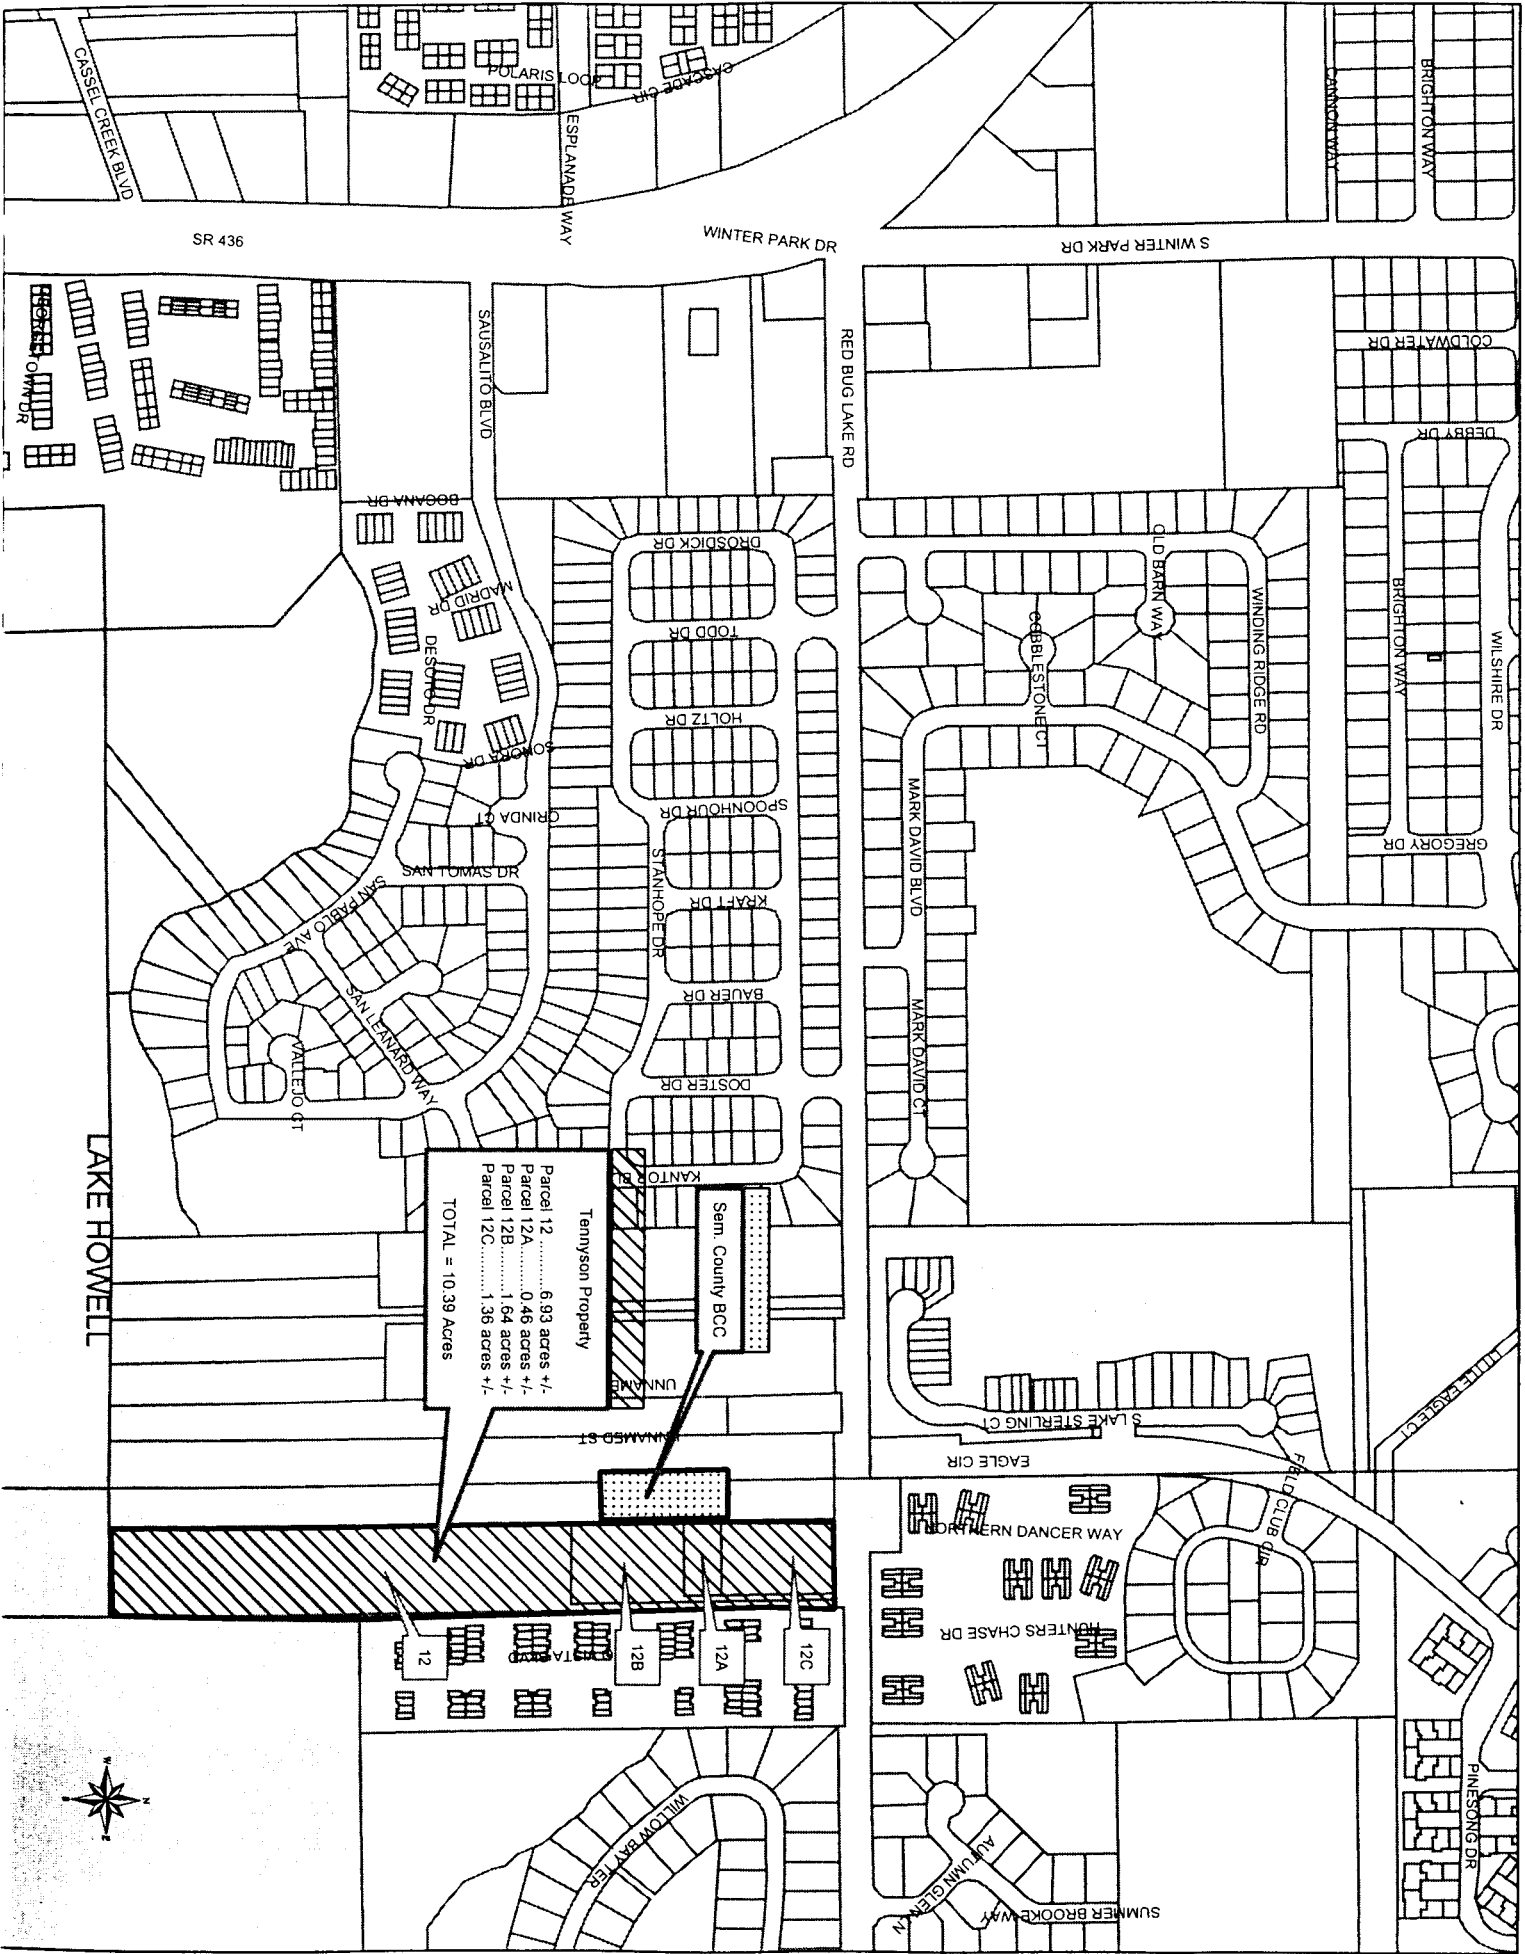 CASSEL CREEK BLVD
POLARIS LOOP
CASCADE CIR
ESPLANADE WAY
CANNON WAY
BRIGHTON WAY
SR 436
WINTER PARK DR
S WINTER PARK DR
SAUSALITO BLVD
RED BUG LAKE RD
COLDWATER DR
DEBBY DR
BOGANA DR
MADRID DR
DESOTO DR
SONORA DR
ORINDA CT
SAN TOMAS DR
SAN PABLO AVE
SAN LEANARD WAY
VALLEJO CT
DROSDICK DR
TODD DR
HOLTZ DR
SPOONHOUR DR
STANHOPE DR
KRAFT DR
BAUER DR
DOSTER DR
OLD BARN WAY
COBBLESTONE CT
WINDING RIDGE RD
BRIGHTON WAY
WILSHIRE DR
GREGORY DR
MARK DAVID BLVD
MARK DAVID CT
LAKE HOWELL
Tennyson Property
Parcel 12 ........6.93 acres +/-
Parcel 12A........0.46 acres +/-
Parcel 12B........1.64 acres +/-
Parcel 12C........1.36 acres +/-
TOTAL = 10.39 Acres
Sem. County BCC
UNNAMED ST
S LAKE STERLING CT
EAGLE CIR
LITTLE EAGLE CT
FIELD CLUB CIR
NORTHERN DANCER WAY
HUNTERS CHASE DR
12
12B
12A
12C
WILLOW BAY TER
AUTUMN GLEN LN
SUMMER BROOKE WAY
PINESONG DR
W
N
E